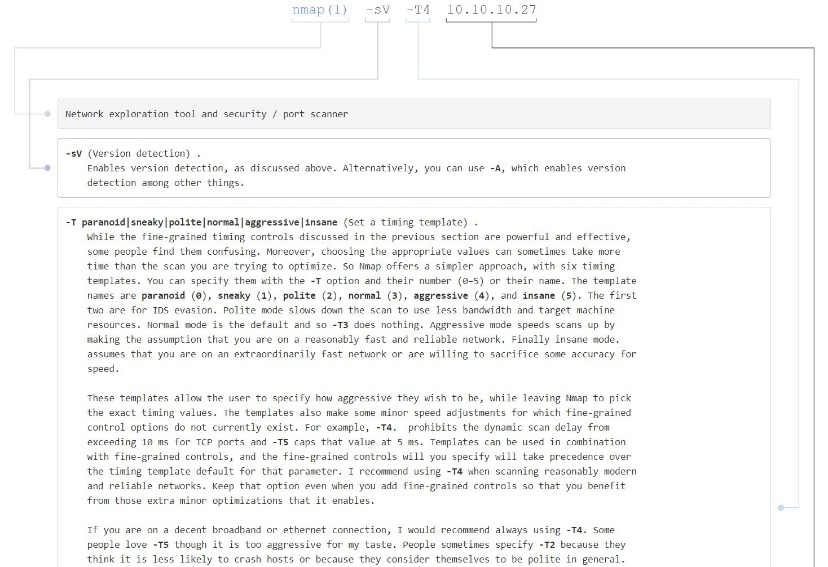 nmap(1) -sV -T4 10.10.10.27
Network exploration tool and security / port scanner
-sV (Version detection) .
Enables version detection, as discussed above. Alternatively, you can use -A, which enables version
detection among other things.
-T paranoid|sneaky|polite|normal|aggressive|insane (Set a timing template) .
While the fine-grained timing controls discussed in the previous section are powerful and effective,
some people find them confusing. Moreover, choosing the appropriate values can sometimes take more
time than the scan you are trying to optimize. So Nmap offers a simpler approach, with six timing
templates. You can specify them with the -T option and their number (0–5) or their name. The template
names are paranoid (0), sneaky (1), polite (2), normal (3), aggressive (4), and insane (5). The first
two are for IDS evasion. Polite mode slows down the scan to use less bandwidth and target machine
resources. Normal mode is the default and so -T3 does nothing. Aggressive mode speeds scans up by
making the assumption that you are on a reasonably fast and reliable network. Finally insane mode.
assumes that you are on an extraordinarily fast network or are willing to sacrifice some accuracy for
speed.
These templates allow the user to specify how aggressive they wish to be, while leaving Nmap to pick
the exact timing values. The templates also make some minor speed adjustments for which fine-grained
control options do not currently exist. For example, -T4. prohibits the dynamic scan delay from
exceeding 10 ms for TCP ports and -T5 caps that value at 5 ms. Templates can be used in combination
with fine-grained controls, and the fine-grained controls will you specify will take precedence over
the timing template default for that parameter. I recommend using -T4 when scanning reasonably modern
and reliable networks. Keep that option even when you add fine-grained controls so that you benefit
from those extra minor optimizations that it enables.
If you are on a decent broadband or ethernet connection, I would recommend always using -T4. Some
people love -T5 though it is too aggressive for my taste. People sometimes specify -T2 because they
think it is less likely to crash hosts or because they consider themselves to be polite in general.